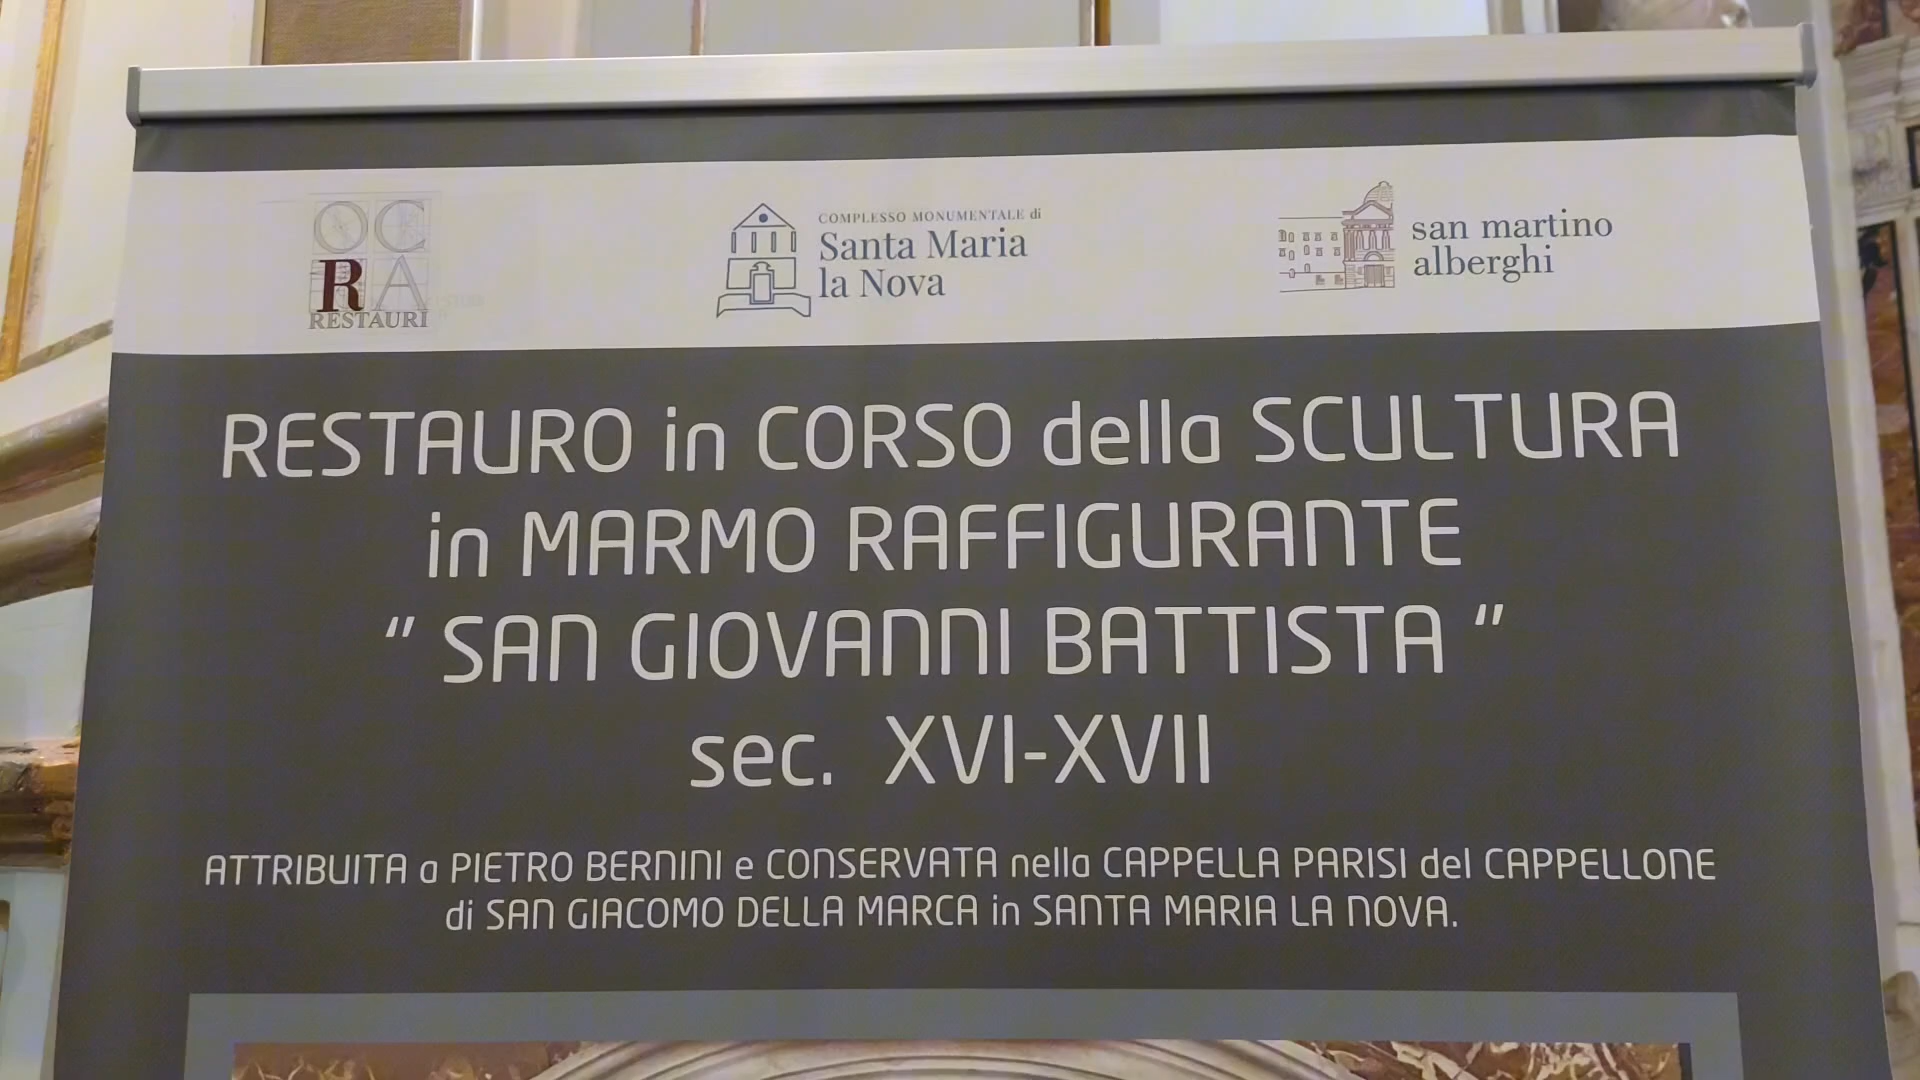 OCRA
RESTAURI
COMPLESSO MONUMENTALE di
Santa Maria
la Nova
san martino
alberghi
RESTAURO in CORSO della SCULTURA
in MARMO RAFFIGURANTE
“ SAN GIOVANNI BATTISTA ”
sec. XVI-XVII
ATTRIBUITA a PIETRO BERNINI e CONSERVATA nella CAPPELLA PARISI del CAPPELLONE
di SAN GIACOMO DELLA MARCA in SANTA MARIA LA NOVA.